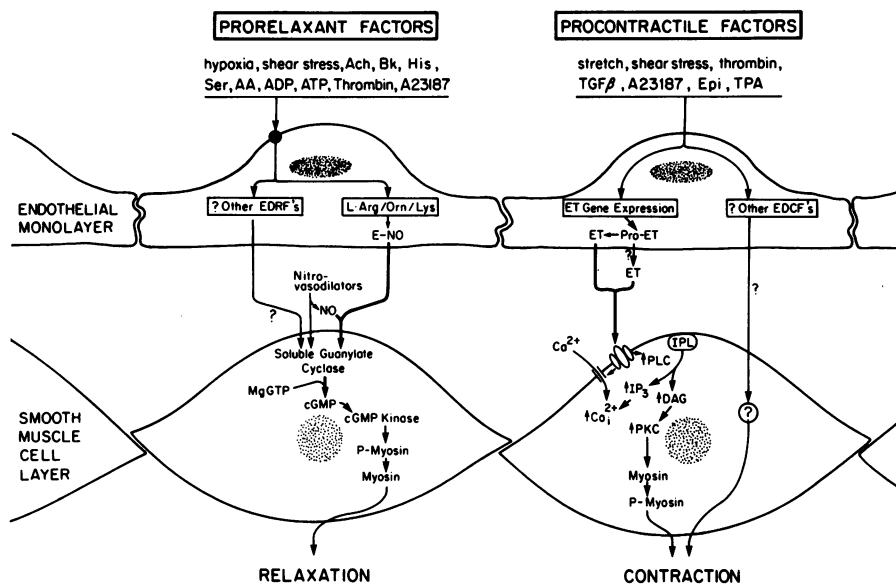 PRORELAXANT FACTORS
hypoxia, shear stress, Ach, Bk, His,
Ser, AA, ADP, ATP, Thrombin, A23187
PROCONTRACTILE FACTORS
stretch, shear stress, thrombin,
TGFβ, A23187, Epi, TPA
ENDOTHELIAL
MONOLAYER
? Other EDRF's
L-Arg/Orn/Lys
E-NO
ET Gene Expression
? Other EDCF's
ET Pro-ET
?
ET
Nitro-
vasodilators
NO
?
?
Soluble Guanylate
Cyclase
MgGTP
cGMP
cGMP Kinase
P-Myosin
Myosin
Ca2+
↑PLC
IPL
↑IP3
↑DAG
↑Cai2+
↑PKC
?
Myosin
P-Myosin
SMOOTH
MUSCLE
CELL
LAYER
RELAXATION
CONTRACTION